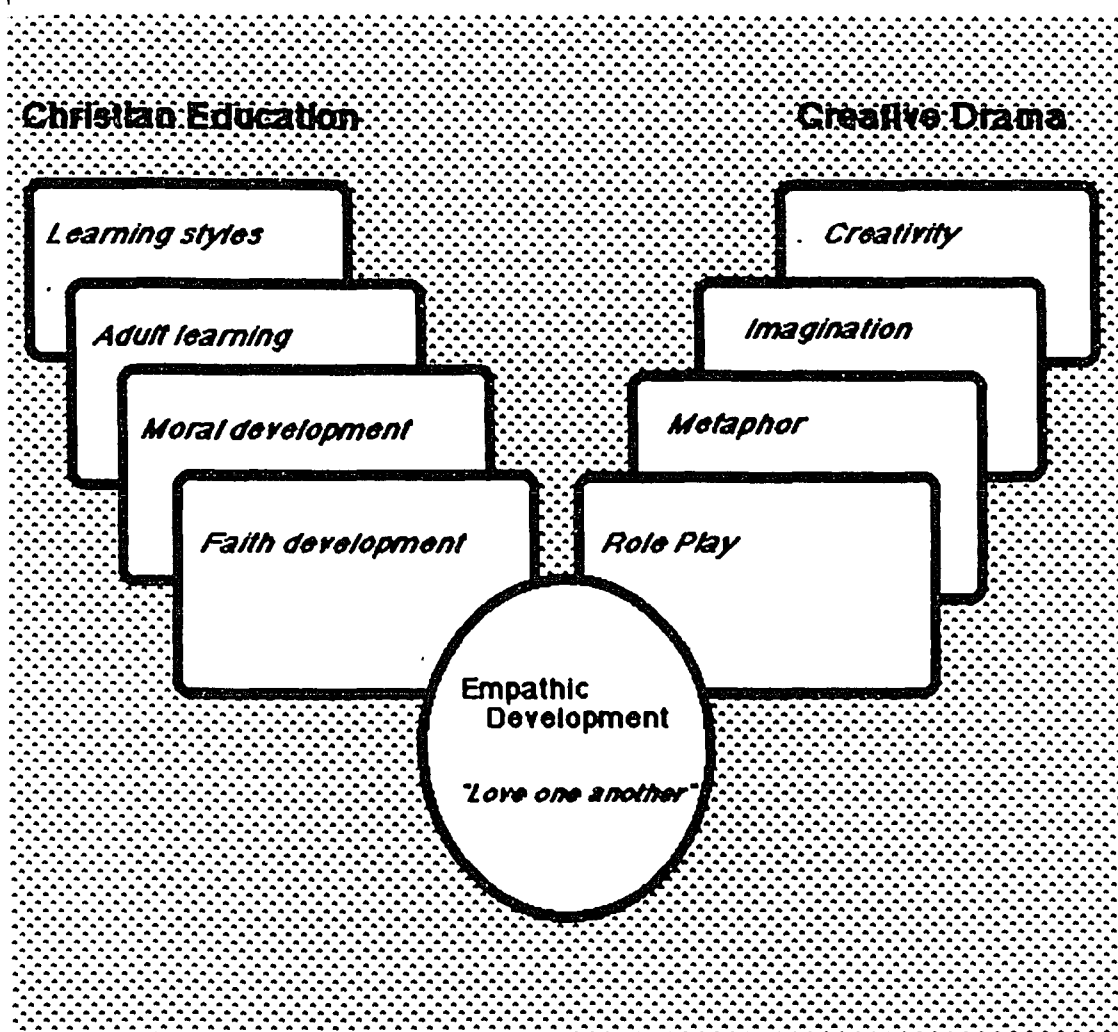 Christian Education
Learning styles
Adult learning
Moral development
Faith development
Creative Drama
Creativity
Imagination
Metaphor
Role Play
Empathic
Development
"Love one another"